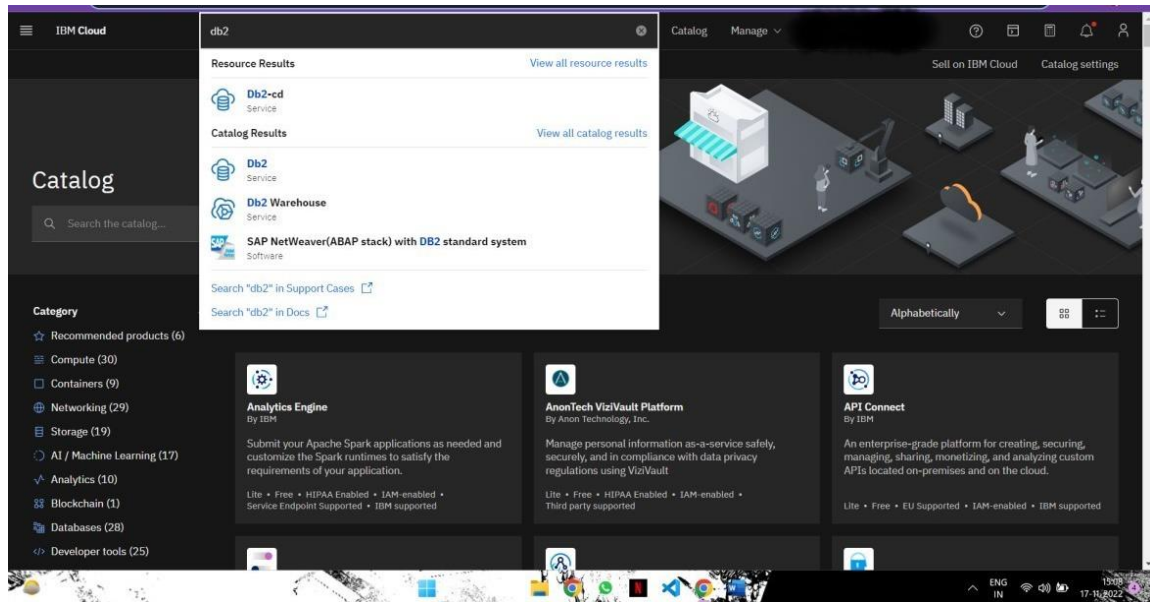 IBM Cloud
db2
Catalog
Manage
Sell on IBM Cloud
Catalog settings
Resource Results
View all resource results
Db2-cd
Service
Catalog Results
View all catalog results
Db2
Service
Db2 Warehouse
Service
SAP NetWeaver(ABAP stack) with DB2 standard system
Software
Search "db2" in Support Cases
Search "db2" in Docs
Catalog
Search the catalog...
Alphabetically
Category
Recommended products (6)
Compute (30)
Containers (9)
Networking (29)
Storage (19)
AI / Machine Learning (17)
Analytics (10)
Blockchain (1)
Databases (28)
Developer tools (25)
Analytics Engine
By IBM
Submit your Apache Spark applications as needed and
customize the Spark runtimes to satisfy the
requirements of your application.
Lite • Free • HIPAA Enabled • IAM-enabled •
Service Endpoint Supported • IBM supported
AnonTech ViziVault Platform
By Anon Technology, Inc.
Manage personal information as-a-service safely,
securely, and in compliance with data privacy
regulations using ViziVault
Lite • Free • HIPAA Enabled • IAM-enabled •
Third party supported
API Connect
By IBM
An enterprise-grade platform for creating, securing,
managing, sharing, monetizing, and analyzing custom
APIs located on-premises and on the cloud.
Lite • Free • EU Supported • IAM-enabled • IBM supported
ENG
IN
15:08
17-11-2022